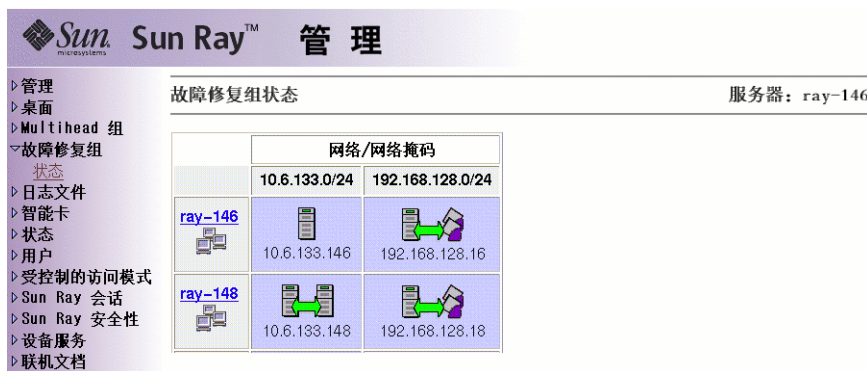 Sun microsystems Sun Ray™ 管 理
管理
桌面
Multihead 组
故障修复组
状态
日志文件
智能卡
状态
用户
受控制的访问模式
Sun Ray 会话
Sun Ray 安全性
设备服务
联机文档
故障修复组状态 服务器：ray-146
网络/网络掩码
10.6.133.0/24 192.168.128.0/24
ray-146
10.6.133.146 192.168.128.16
ray-148
10.6.133.148 192.168.128.18